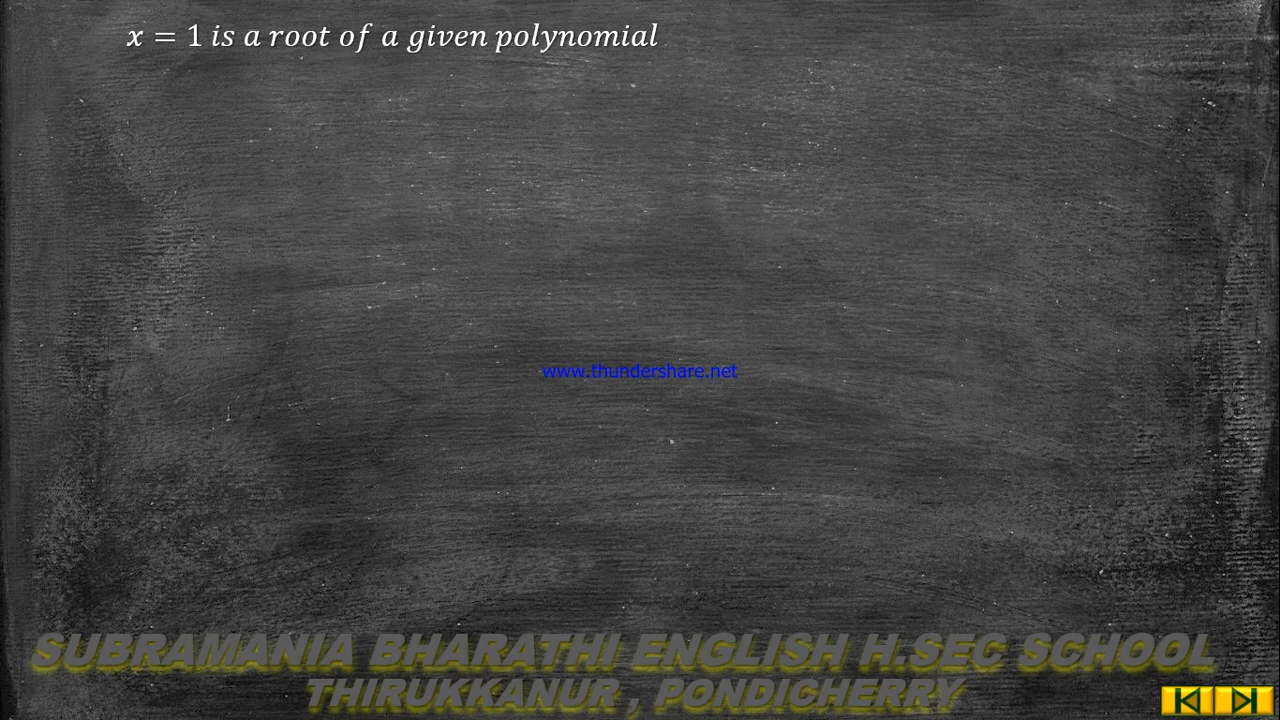 x = 1 is a root of a given polynomial
www.thundershare.net
SUBRAMANIA BHARATHI ENGLISH H.SEC SCHOOL
THIRUKKANUR , PONDICHERRY